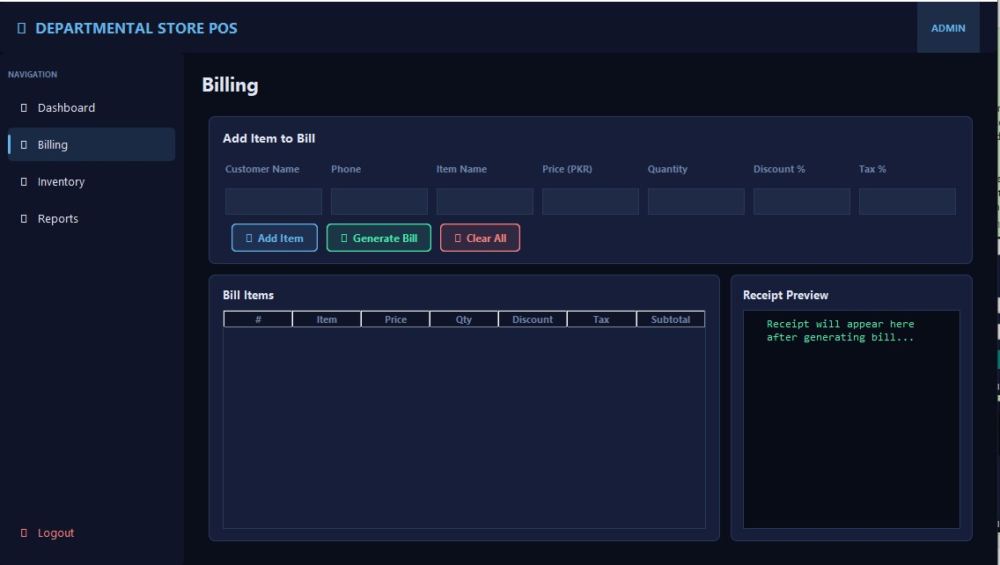 DEPARTMENTAL STORE POS
ADMIN
NAVIGATION
Dashboard
Billing
Inventory
Reports
Logout
Billing
Add Item to Bill
Customer Name Phone Item Name Price (PKR) Quantity Discount % Tax %
Add Item Generate Bill Clear All
Bill Items
# Item Price Qty Discount Tax Subtotal
Receipt Preview
Receipt will appear here
after generating bill...